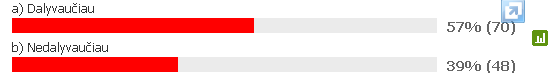 a) Dalyvaučiau
57% (70)
b) Nedalyvaučiau
39% (48)